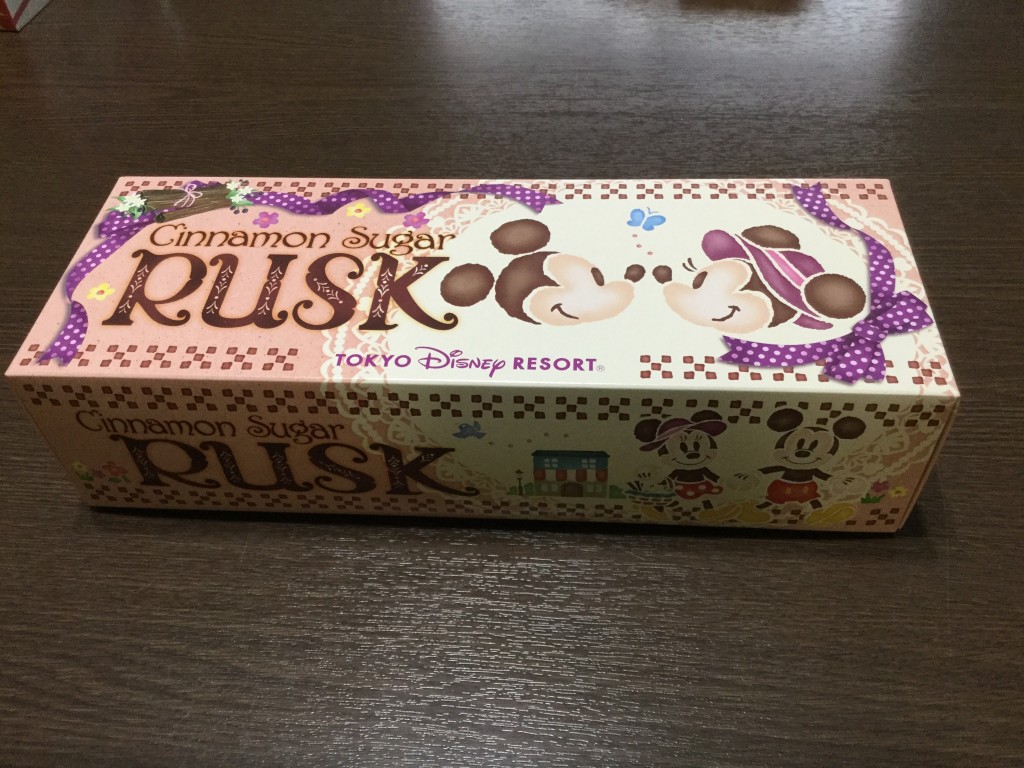 Cinnamon Sugar
RUSK
TOKYO Disney RESORT®
Cinnamon Sugar
RUSK